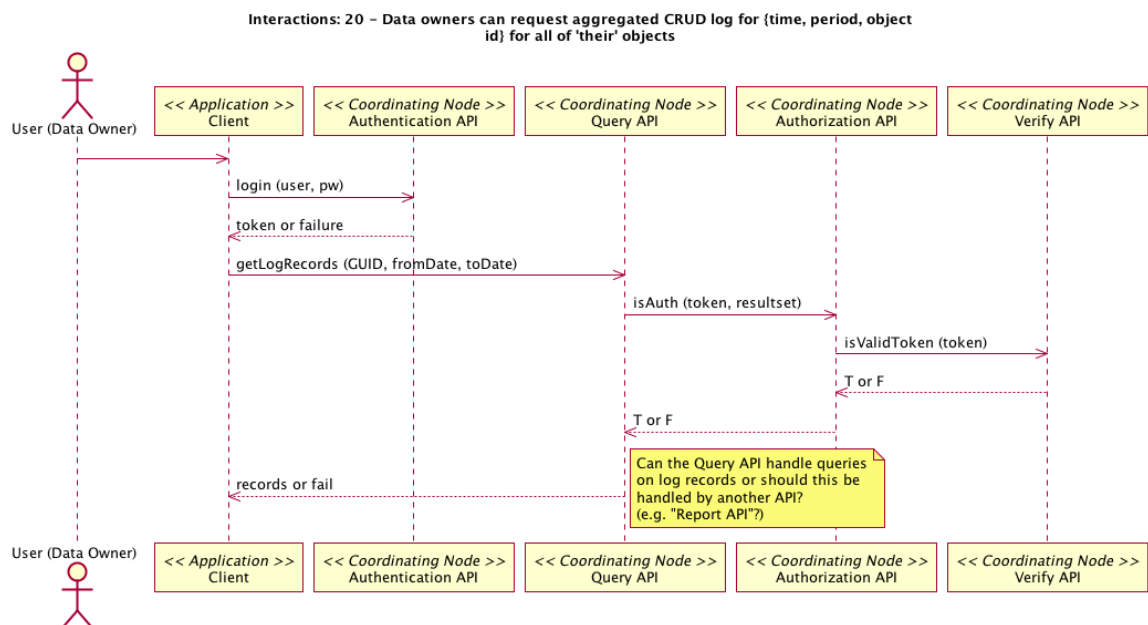 Interactions: 20 - Data owners can request aggregated CRUD log for {time, period, object
id} for all of 'their' objects
User (Data Owner)
<< Application >>
Client
<< Coordinating Node >>
Authentication API
<< Coordinating Node >>
Query API
<< Coordinating Node >>
Authorization API
<< Coordinating Node >>
Verify API
login (user, pw)
token or failure
getLogRecords (GUID, fromDate, toDate)
isAuth (token, resultset)
isValidToken (token)
T or F
T or F
Can the Query API handle queries
on log records or should this be
handled by another API?
(e.g. "Report API"?)
records or fail
User (Data Owner)
<< Application >>
Client
<< Coordinating Node >>
Authentication API
<< Coordinating Node >>
Query API
<< Coordinating Node >>
Authorization API
<< Coordinating Node >>
Verify API